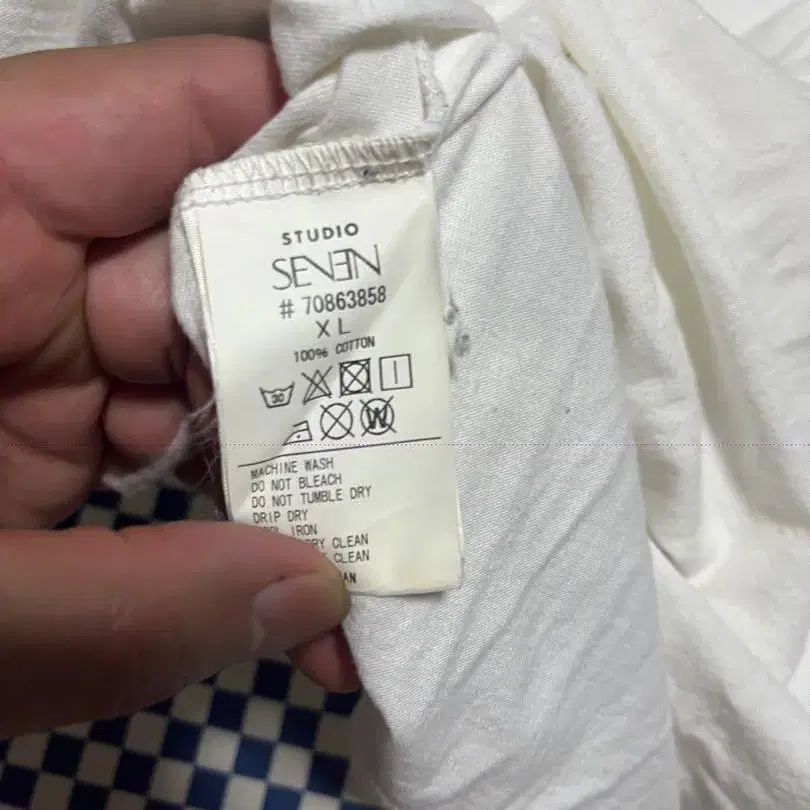 STUDIO
SEVEN
# 70863858
XL
100% COTTON
30
W
MACHINE WASH
DO NOT BLEACH
DO NOT TUMBLE DRY
DRIP DRY
IRON
DRY CLEAN
CLEAN